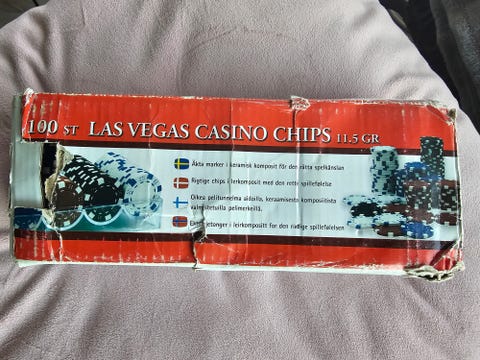 100 ST LAS VEGAS CASINO CHIPS 11.5 GR
Äkta marker i keramisk komposit för den rätta spelkänslan
Rigtige chips i lerkomposit med den rette spillefølelse
Oikea pelitunnelma aidoilla, keraamisesta komposiitista
valmistetuilla pelimerkeillä.
jetonger i leirkompositt for den riktige spillefølelsen